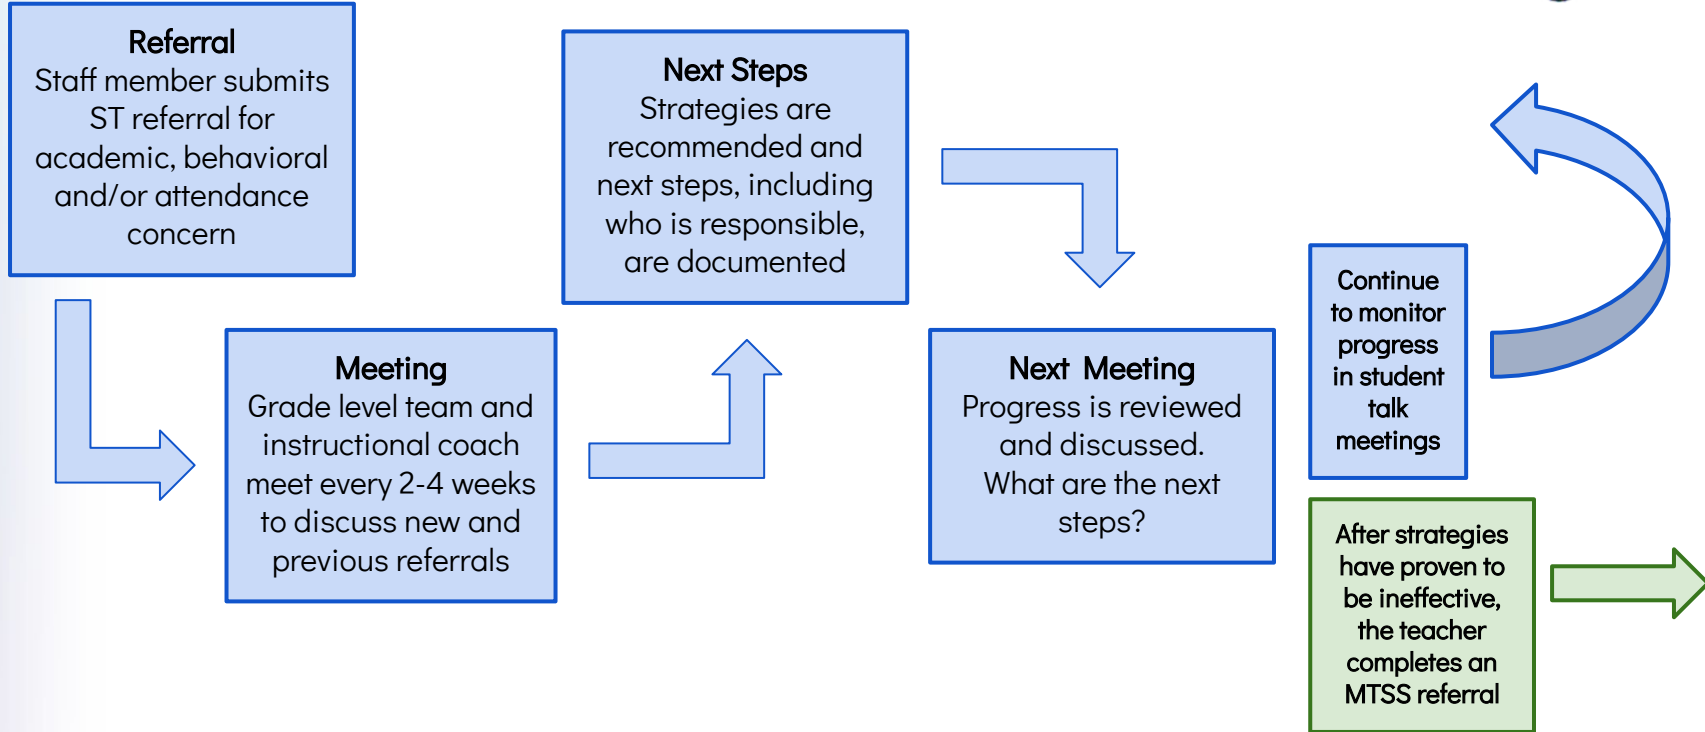 Referral
Staff member submits
ST referral for
academic, behavioral
and/or attendance
concern
Meeting
Grade level team and
instructional coach
meet every 2-4 weeks
to discuss new and
previous referrals
Next Steps
Strategies are
recommended and
next steps, including
who is responsible,
are documented
Next Meeting
Progress is reviewed
and discussed.
What are the next
steps?
Continue
to monitor
progress
in student
talk
meetings
After strategies
have proven to
be ineffective,
the teacher
completes an
MTSS referral